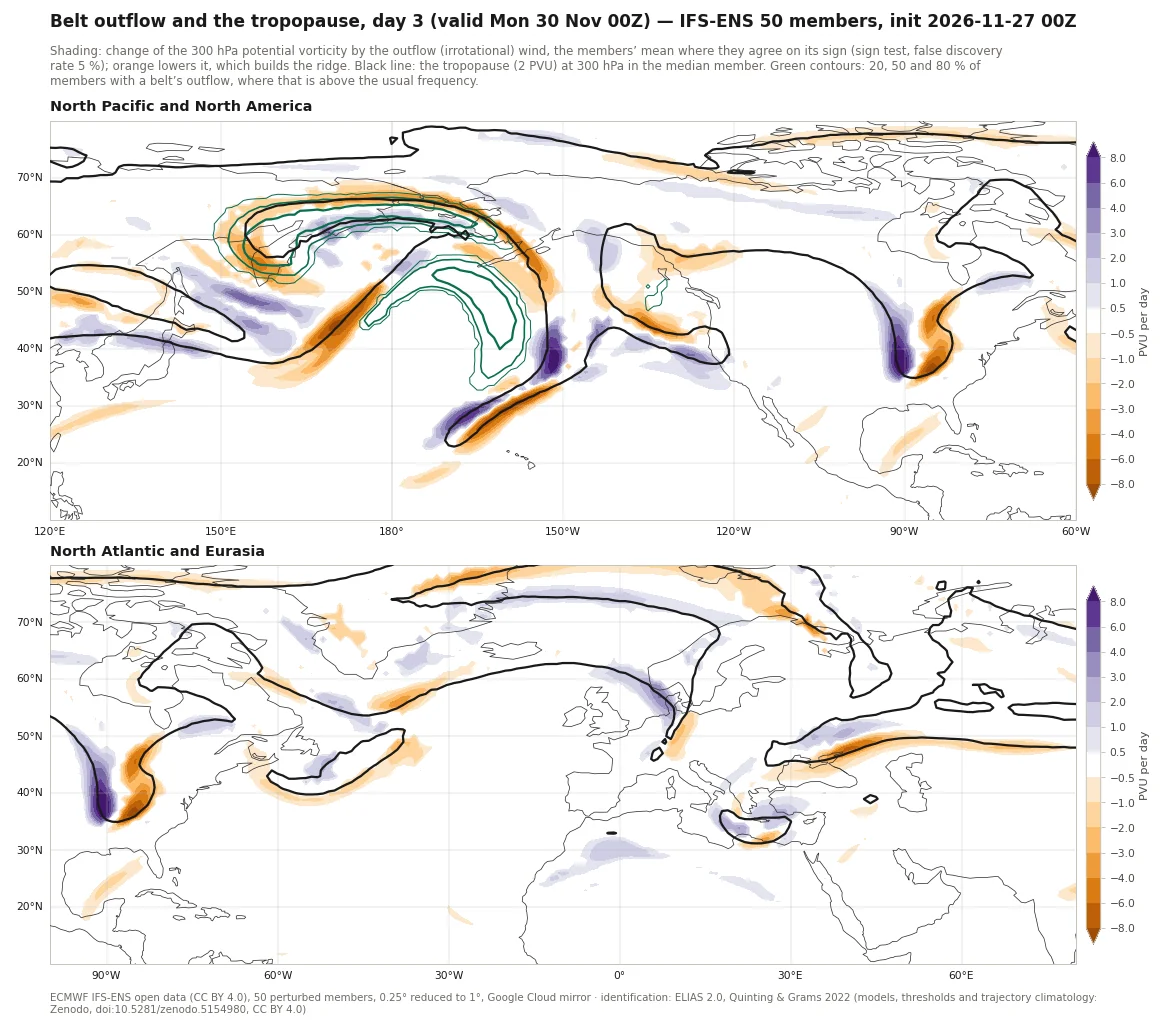 Belt outflow and the tropopause, day 3 (valid Mon 30 Nov 00Z) — IFS-ENS 50 members, init 2026-11-27 00Z
Shading: change of the 300 hPa potential vorticity by the outflow (irrotational) wind, the members’ mean where they agree on its sign (sign test, false discovery
rate 5 %); orange lowers it, which builds the ridge. Black line: the tropopause (2 PVU) at 300 hPa in the median member. Green contours: 20, 50 and 80 % of
members with a belt’s outflow, where that is above the usual frequency.
North Pacific and North America
70°N
60°N
50°N
40°N
30°N
20°N
120°E
150°E
180°
150°W
120°W
90°W
60°W
8.0
6.0
4.0
3.0
2.0
1.0
0.5
−0.5
−1.0
−2.0
−3.0
−4.0
−6.0
−8.0
PVU per day
North Atlantic and Eurasia
70°N
60°N
50°N
40°N
30°N
20°N
90°W
60°W
30°W
0°
30°E
60°E
8.0
6.0
4.0
3.0
2.0
1.0
0.5
−0.5
−1.0
−2.0
−3.0
−4.0
−6.0
−8.0
PVU per day
ECMWF IFS-ENS open data (CC BY 4.0), 50 perturbed members, 0.25° reduced to 1°, Google Cloud mirror · identification: ELIAS 2.0, Quinting & Grams 2022 (models, thresholds and trajectory climatology:
Zenodo, doi:10.5281/zenodo.5154980, CC BY 4.0)